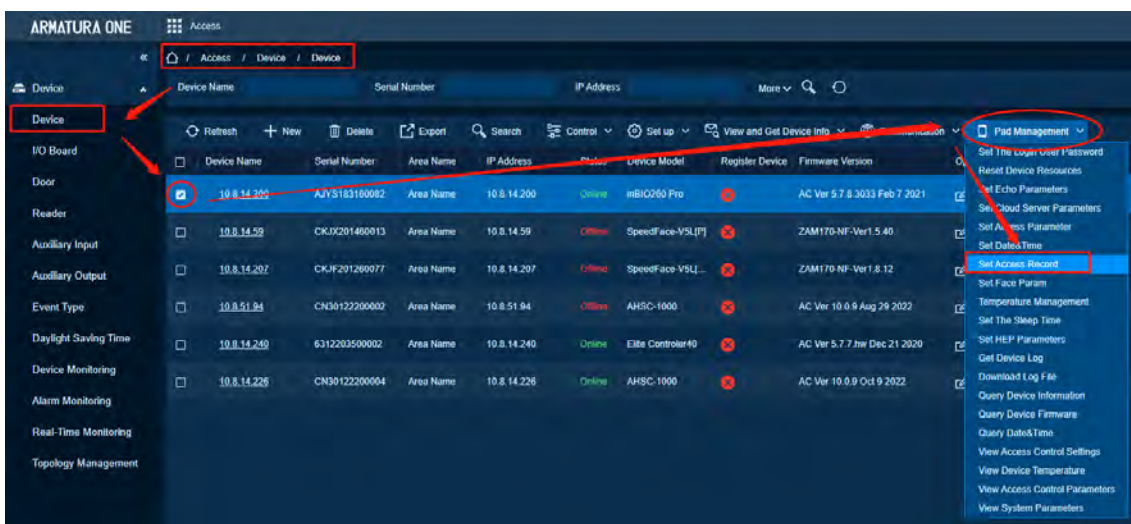 ARMATURA ONE
Access
/ Access / Device / Device
Device
Device Name Serial Number IP Address More
Device
Refresh New Delete Export Search Control Set up View and Get Device Info Pad Management
I/O Board
Door
Reader
Auxiliary Input
Auxiliary Output
Event Type
Daylight Saving Time
Device Monitoring
Alarm Monitoring
Real-Time Monitoring
Topology Management
Device Name Serial Number Area Name IP Address Status Device Model Register Device Firmware Version
10.8.14.200 AJYS183160082 Area Name 10.8.14.200 Online inBIO260 Pro AC Ver 5.7.8.3033 Feb 7 2021
10.8.14.59 CKJX201460013 Area Name 10.8.14.59 Offline SpeedFace-V5L[P] ZAM170-NF-Ver1.5.40
10.8.14.207 CKJF201260077 Area Name 10.8.14.207 Offline SpeedFace-V5L[... ZAM170-NF-Ver1.8.12
10.8.51.94 CN30122200002 Area Name 10.8.51.94 Offline AHSC-1000 AC Ver 10.0.9 Aug 29 2022
10.8.14.240 6312203500002 Area Name 10.8.14.240 Online Elite Controler40 AC Ver 5.7.7.hw Dec 21 2020
10.8.14.226 CN30122200004 Area Name 10.8.14.226 Online AHSC-1000 AC Ver 10.0.9 Oct 9 2022
Set The Login User Password
Reset Device Resources
Set Echo Parameters
Set Cloud Server Parameters
Set Access Parameter
Set Date&Time
Set Access Record
Set Face Param
Temperature Management
Set The Sleep Time
Set HEP Parameters
Get Device Log
Download Log File
Query Device Information
Query Device Firmware
Query Date&Time
View Access Control Settings
View Device Temperature
View Access Control Parameters
View System Parameters